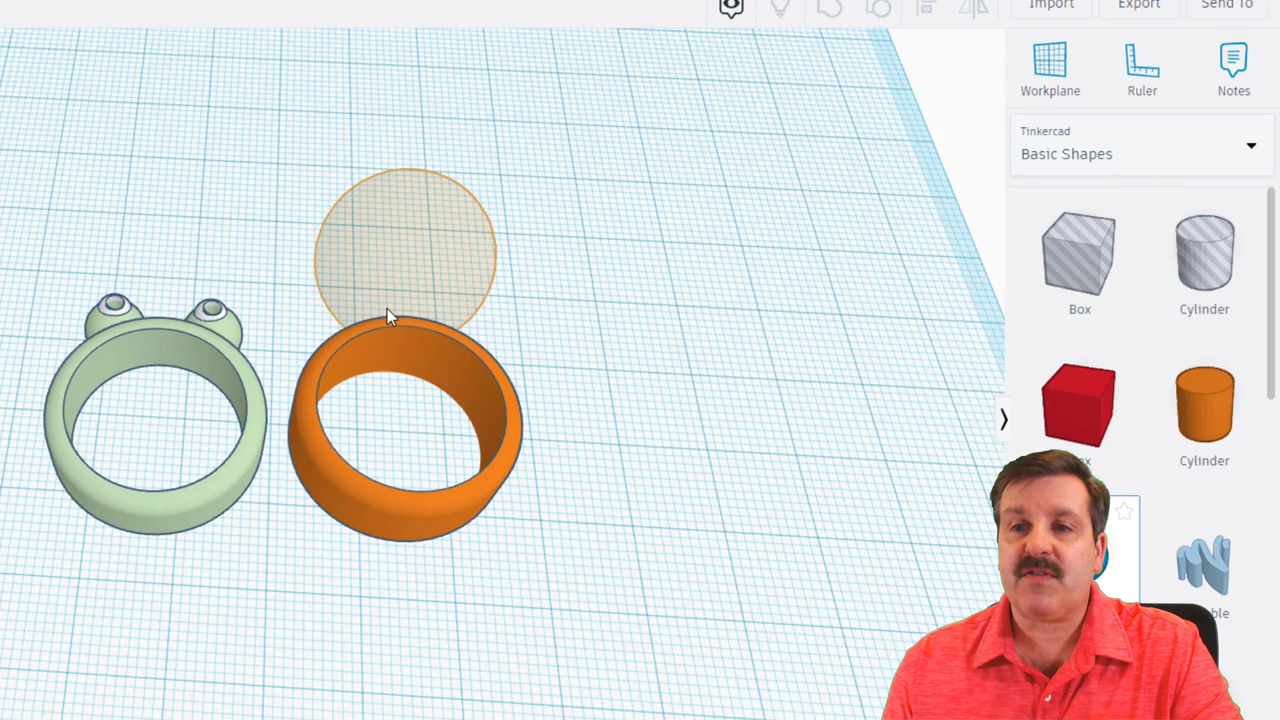 Import Export Send To
Workplane Ruler Notes
Tinkercad
Basic Shapes
Box Cylinder
Cylinder